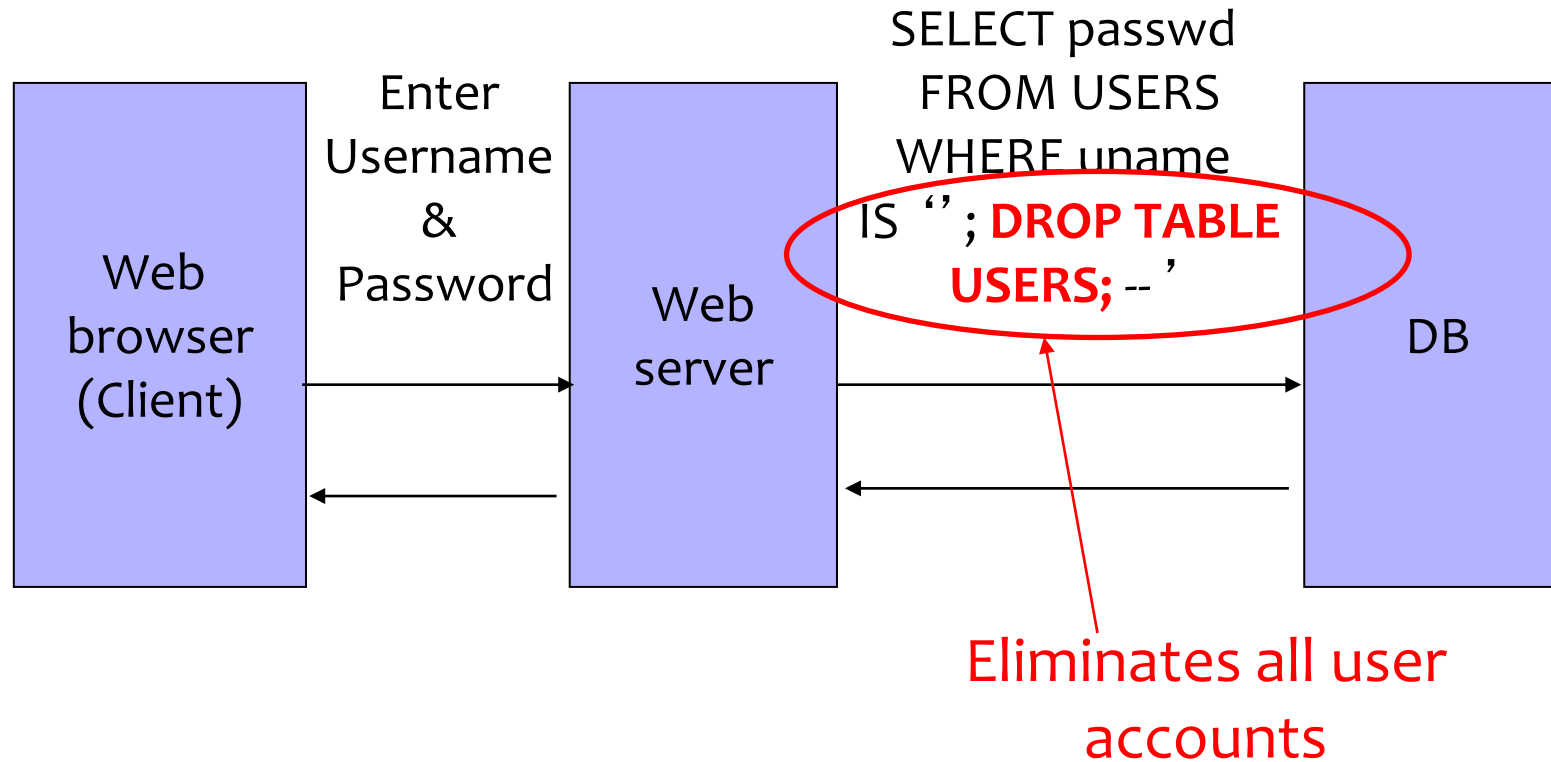 Web
browser
(Client)
Enter
Username
&
Password
Web
server
SELECT passwd
FROM USERS
WHERE uname
IS ‘’ ; DROP TABLE
USERS; -- ’
DB
Eliminates all user
accounts